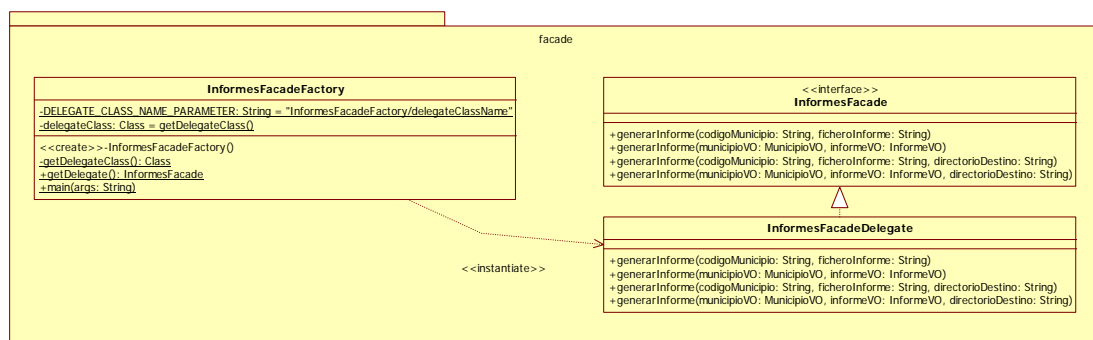 facade
InformesFacadeFactory
-DELEGATE_CLASS_NAME_PARAMETER: String = "InformesFacadeFactory/delegateClassName"
-delegateClass: Class = getDelegateClass()
<<create>>-InformesFacadeFactory()
-getDelegateClass(): Class
+getDelegate(): InformesFacade
+main(args: String)
<<interface>>
InformesFacade
+generarInforme(codigoMunicipio: String, ficheroInforme: String)
+generarInforme(municipioVO: MunicipioVO, informeVO: InformeVO)
+generarInforme(codigoMunicipio: String, ficheroInforme: String, directorioDestino: String)
+generarInforme(municipioVO: MunicipioVO, informeVO: InformeVO, directorioDestino: String)
InformesFacadeDelegate
+generarInforme(codigoMunicipio: String, ficheroInforme: String)
+generarInforme(municipioVO: MunicipioVO, informeVO: InformeVO)
+generarInforme(codigoMunicipio: String, ficheroInforme: String, directorioDestino: String)
+generarInforme(municipioVO: MunicipioVO, informeVO: InformeVO, directorioDestino: String)
<<instantiate>>